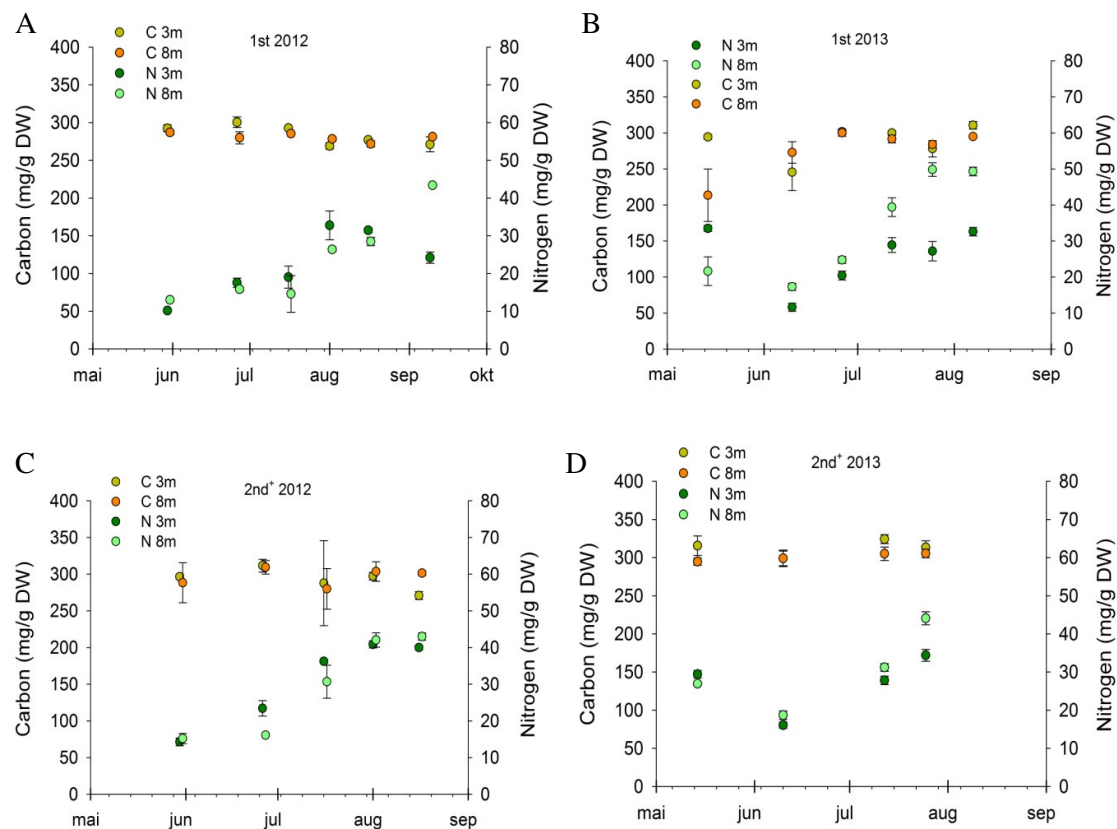 A
1st 2012
C 3m
C 8m
N 3m
N 8m
Carbon (mg/g DW)
400
350
300
250
200
150
100
50
0
Nitrogen (mg/g DW)
80
70
60
50
40
30
20
10
0
mai jun jul aug sep okt
B
1st 2013
N 3m
N 8m
C 3m
C 8m
Carbon (mg/g DW)
400
350
300
250
200
150
100
50
0
Nitrogen (mg/g DW)
80
70
60
50
40
30
20
10
0
mai jun jul aug sep
C
2nd+ 2012
C 3m
C 8m
N 3m
N 8m
Carbon (mg/g DW)
400
350
300
250
200
150
100
50
0
Nitrogen (mg/g DW)
80
70
60
50
40
30
20
10
0
mai jun jul aug sep
D
2nd+ 2013
C 3m
C 8m
N 3m
N 8m
Carbon (mg/g DW)
400
350
300
250
200
150
100
50
0
Nitrogen (mg/g DW)
80
70
60
50
40
30
20
10
0
mai jun jul aug sep